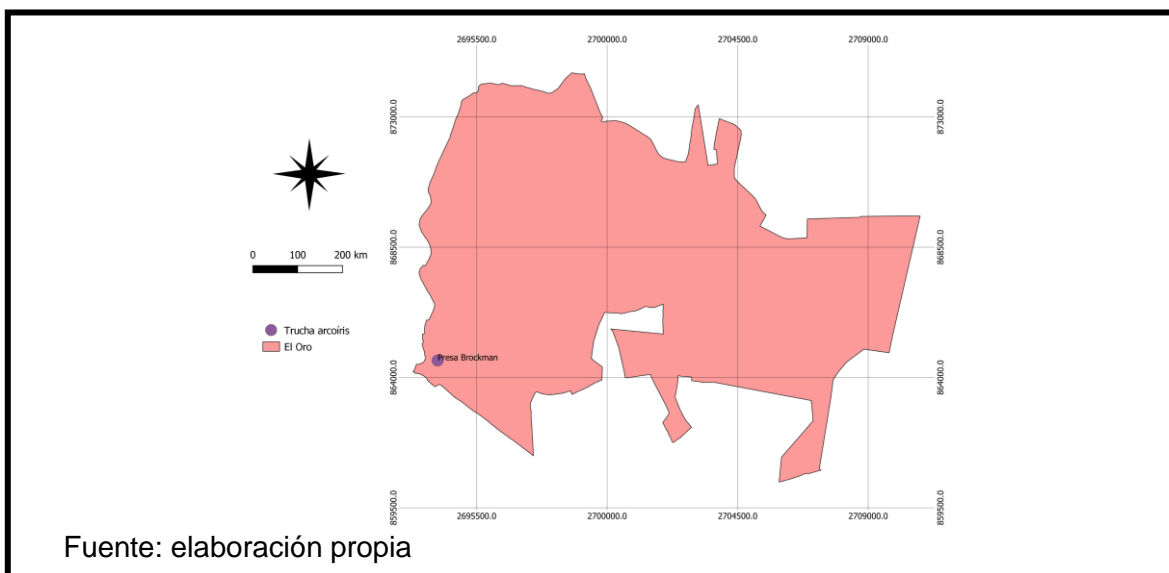 2695500.0 2700000.0 2704500.0 2709000.0
873000.0 873000.0
868500.0 868500.0
0 100 200 km
Trucha arcoíris
El Oro
Presa Brockman
864000.0 864000.0
859500.0 859500.0
2695500.0 2700000.0 2704500.0 2709000.0
Fuente: elaboración propia